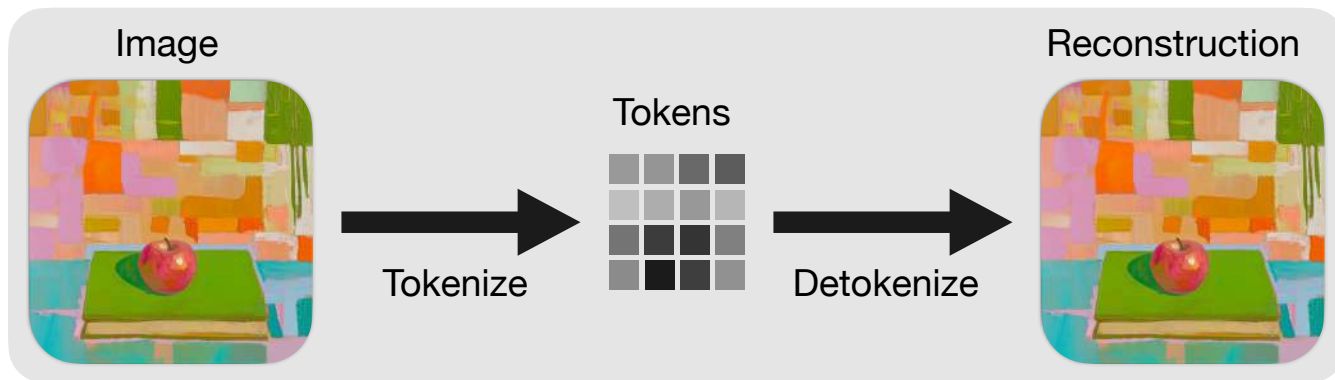 Image
Tokenize
Tokens
Detokenize
Reconstruction